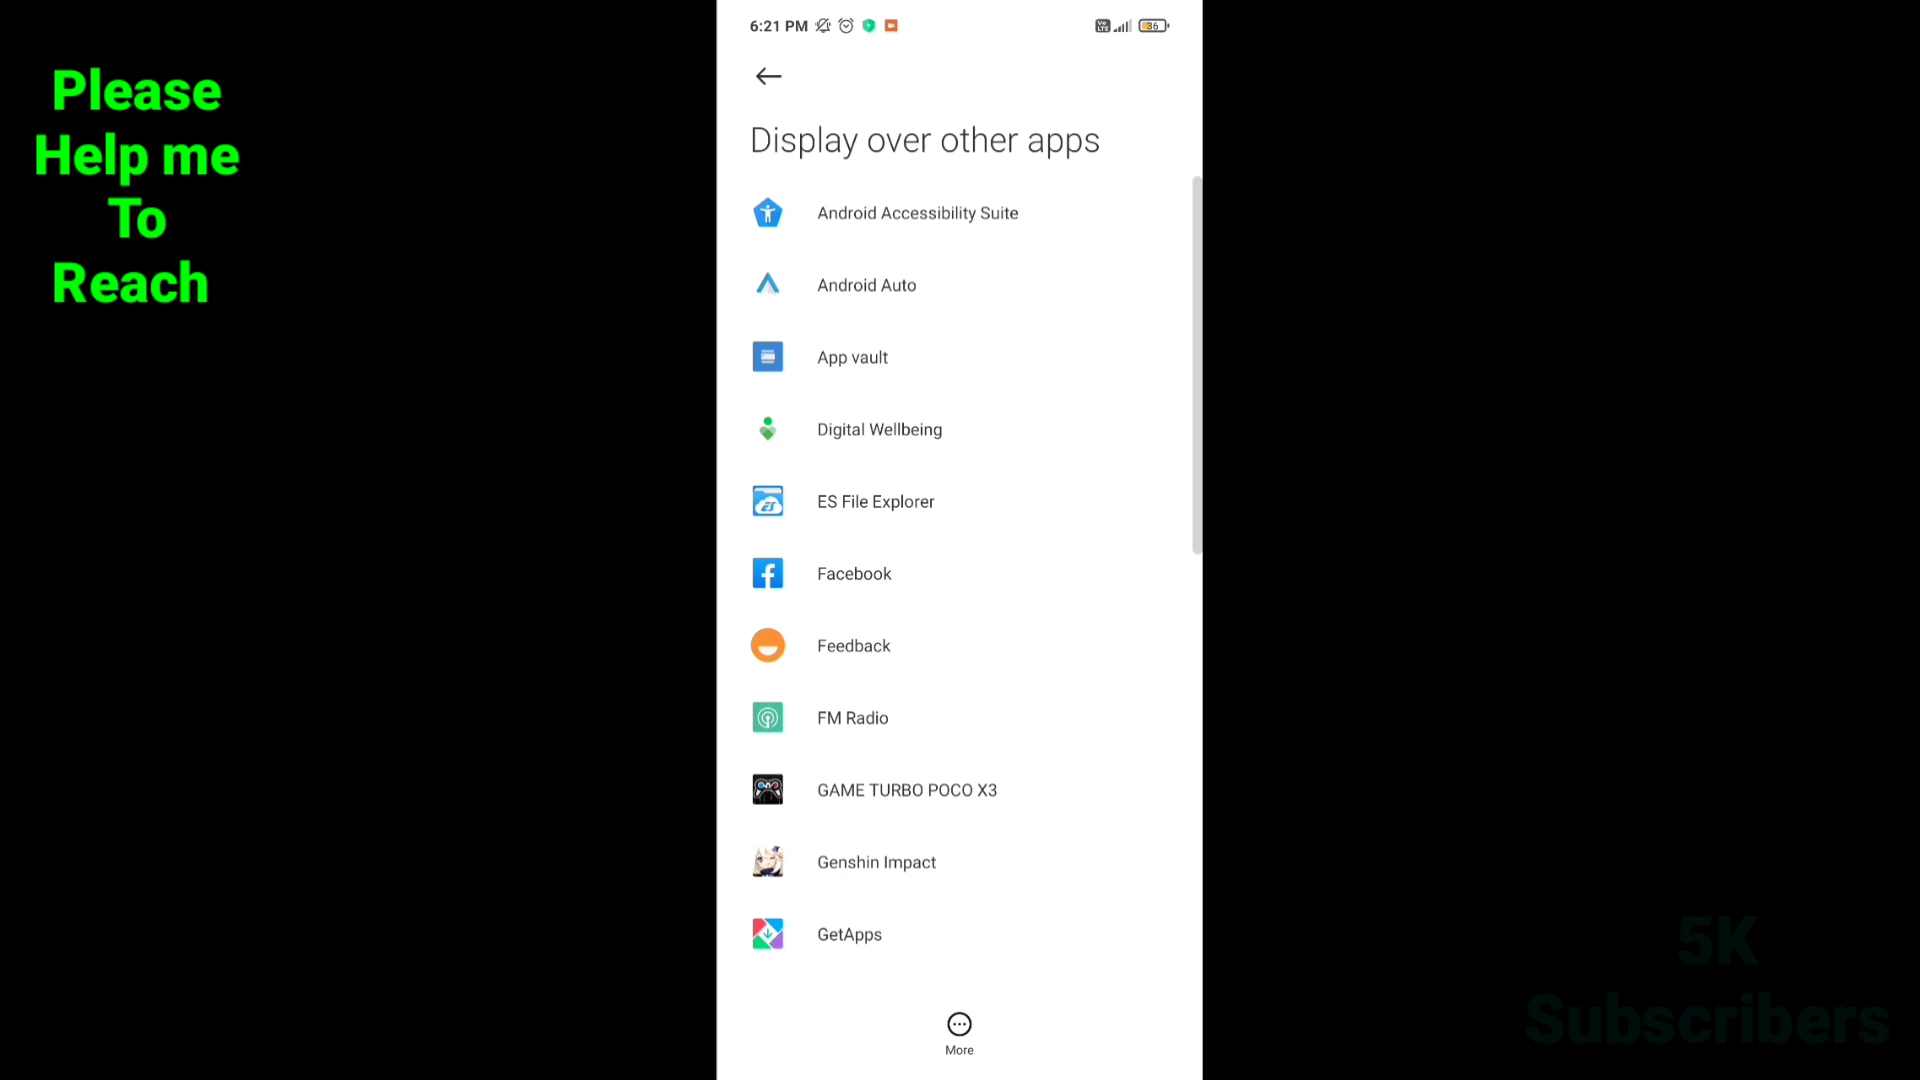 Please
Help me
To
Reach
6:21 PM
36
Display over other apps
Android Accessibility Suite
Android Auto
App vault
Digital Wellbeing
ES File Explorer
Facebook
Feedback
FM Radio
GAME TURBO POCO X3
Genshin Impact
GetApps
More
5K
Subscribers